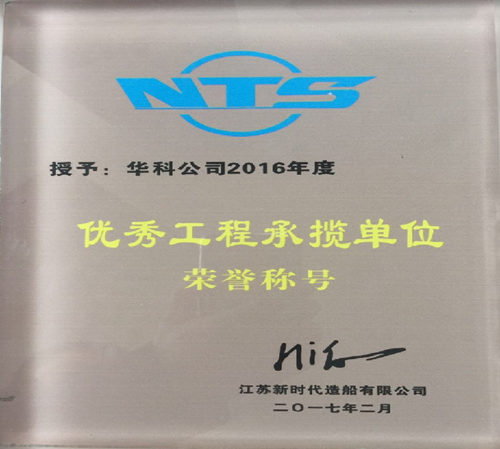 NTS
授予：华科公司2016年度
优秀工程承揽单位
荣誉称号
江苏新时代造船有限公司
二〇一七年二月